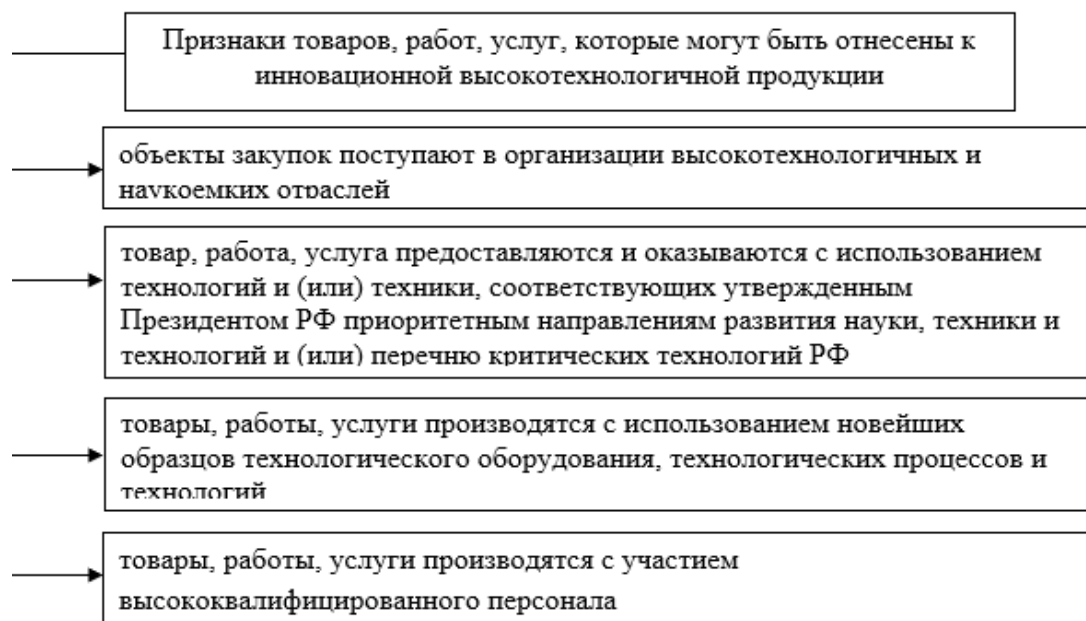 Признаки товаров, работ, услуг, которые могут быть отнесены к
инновационной высокотехнологичной продукции
объекты закупок поступают в организации высокотехнологичных и
наукоемких отраслей
товар, работа, услуга предоставляются и оказываются с использованием
технологий и (или) техники, соответствующих утвержденным
Президентом РФ приоритетным направлениям развития науки, техники и
технологий и (или) перечню критических технологий РФ
товары, работы, услуги производятся с использованием новейших
образцов технологического оборудования, технологических процессов и
технологий
товары, работы, услуги производятся с участием
высококвалифицированного персонала